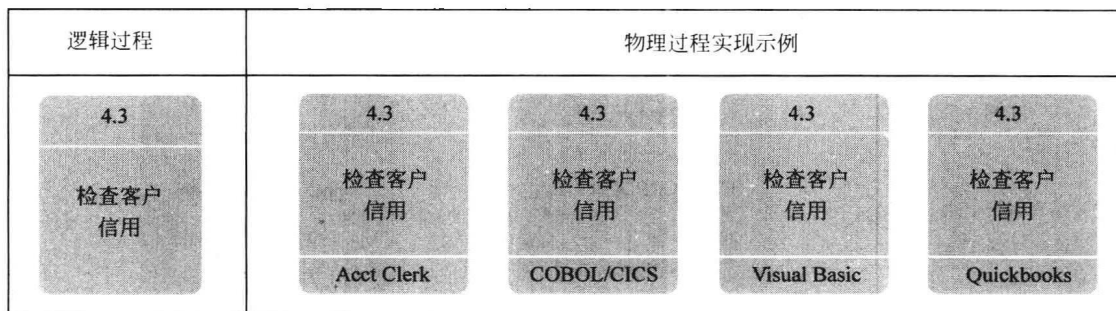 逻辑过程
物理过程实现示例
4.3
检查客户
信用
4.3
检查客户
信用
Acct Clerk
4.3
检查客户
信用
COBOL/CICS
4.3
检查客户
信用
Visual Basic
4.3
检查客户
信用
Quickbooks